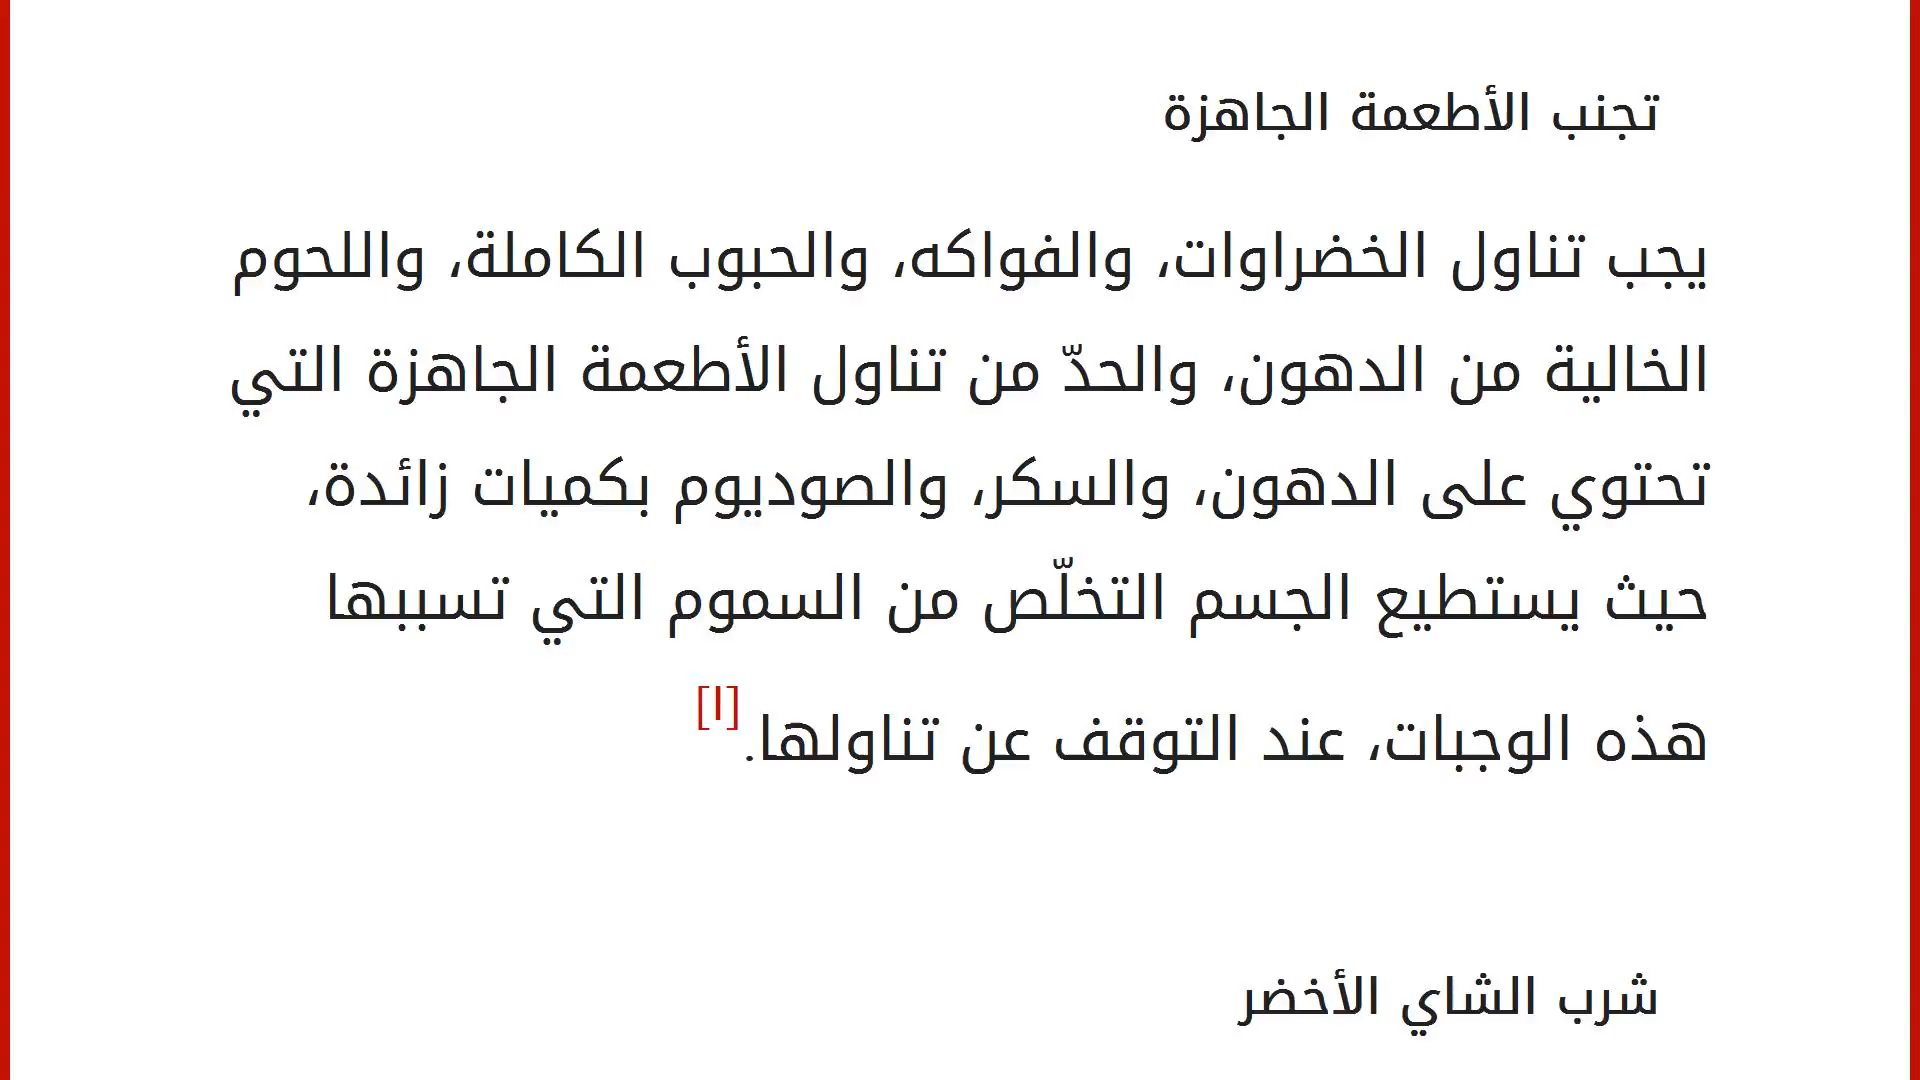 تجنب الأطعمة الجاهزة
يجب تناول الخضراوات، والفواكه، والحبوب الكاملة، واللحوم
الخالية من الدهون، والحدّ من تناول الأطعمة الجاهزة التي
تحتوي على الدهون، والسكر، والصوديوم بكميات زائدة،
حيث يستطيع الجسم التخلّص من السموم التي تسببها
هذه الوجبات، عند التوقف عن تناولها.[١]
شرب الشاي الأخضر